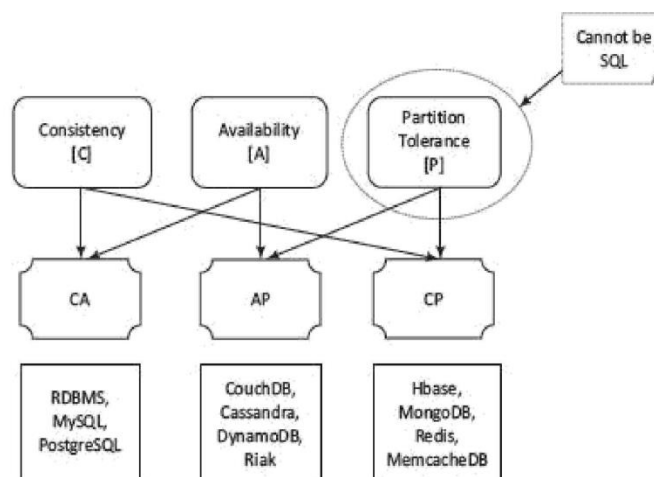 Cannot be
SQL
Consistency
[C]
Availability
[A]
Partition
Tolerance
[P]
CA
AP
CP
RDBMS,
MySQL,
PostgreSQL
CouchDB,
Cassandra,
DynamoDB,
Riak
Hbase,
MongoDB,
Redis,
MemcacheDB